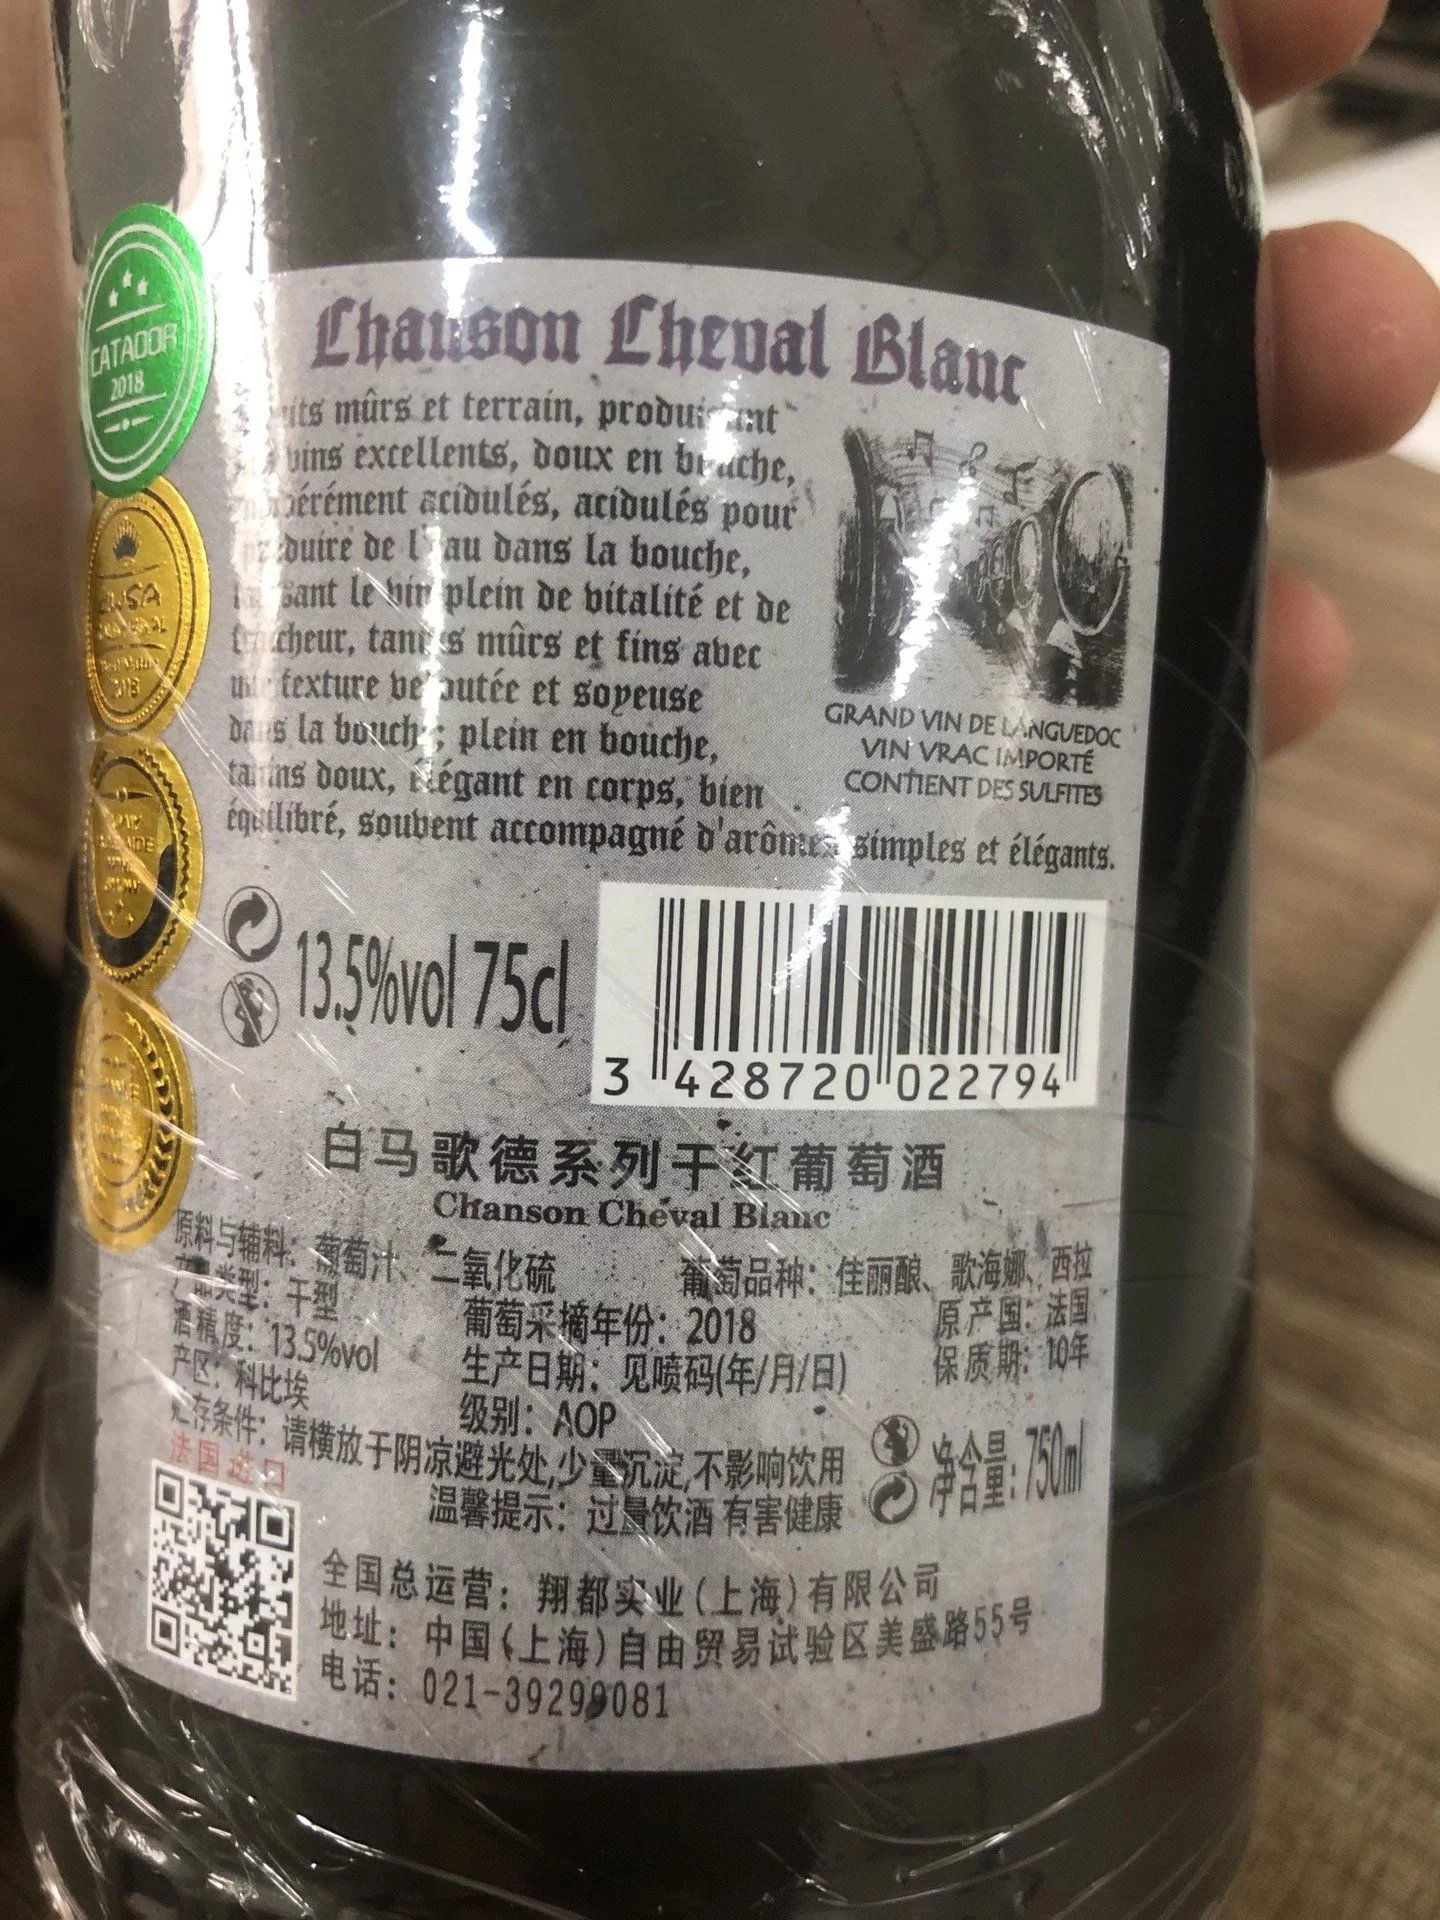 Chanson Cheval Blanc
mûrs et terrain, produisant
vins excellents, doux en bouche,
acidulés, acidulés pour
de l'eau dans la bouche,
le vin plein de vitalité et de
fraîcheur, tannins mûrs et fins avec
une texture veloutée et soyeuse
dans la bouche; plein en bouche,
tanins doux, élégant en corps, bien
équilibré, souvent accompagné d'arômes simples et élégants.
GRAND VIN DE LANGUEDOC
VIN VRAC IMPORTÉ
CONTIENT DES SULFITES
CATADOR
2018
2018
13.5%vol 75cl
3 428720 022794
白马歌德系列干红葡萄酒
Chanson Cheval Blanc
原料与辅料：葡萄汁、二氧化硫 葡萄品种：佳丽酿、歌海娜、西拉
产品类型：干型 葡萄采摘年份：2018 原产国：法国
酒精度：13.5%vol 生产日期：见喷码(年/月/日) 保质期：10年
产区：科比埃 级别：AOP
贮存条件：请横放于阴凉避光处,少量沉淀,不影响饮用
温馨提示：过量饮酒 有害健康
净含量：750ml
法国进口
全国总运营：翔都实业(上海)有限公司
地址：中国(上海)自由贸易试验区美盛路55号
电话：021-39299081